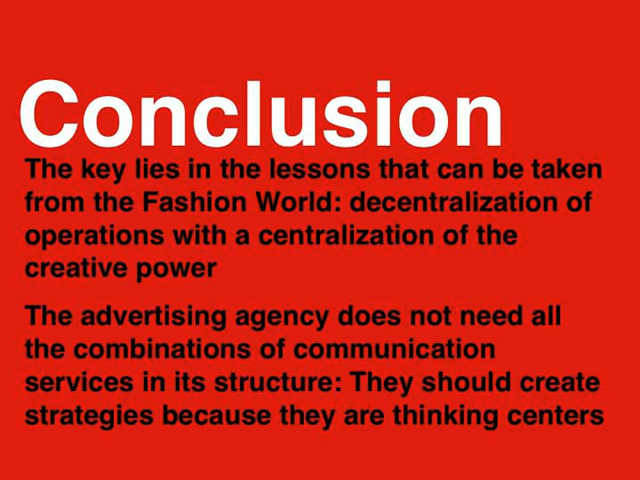 Conclusion
The key lies in the lessons that can be taken
from the Fashion World: decentralization of
operations with a centralization of the
creative power
The advertising agency does not need all
the combinations of communication
services in its structure: They should create
strategies because they are thinking centers